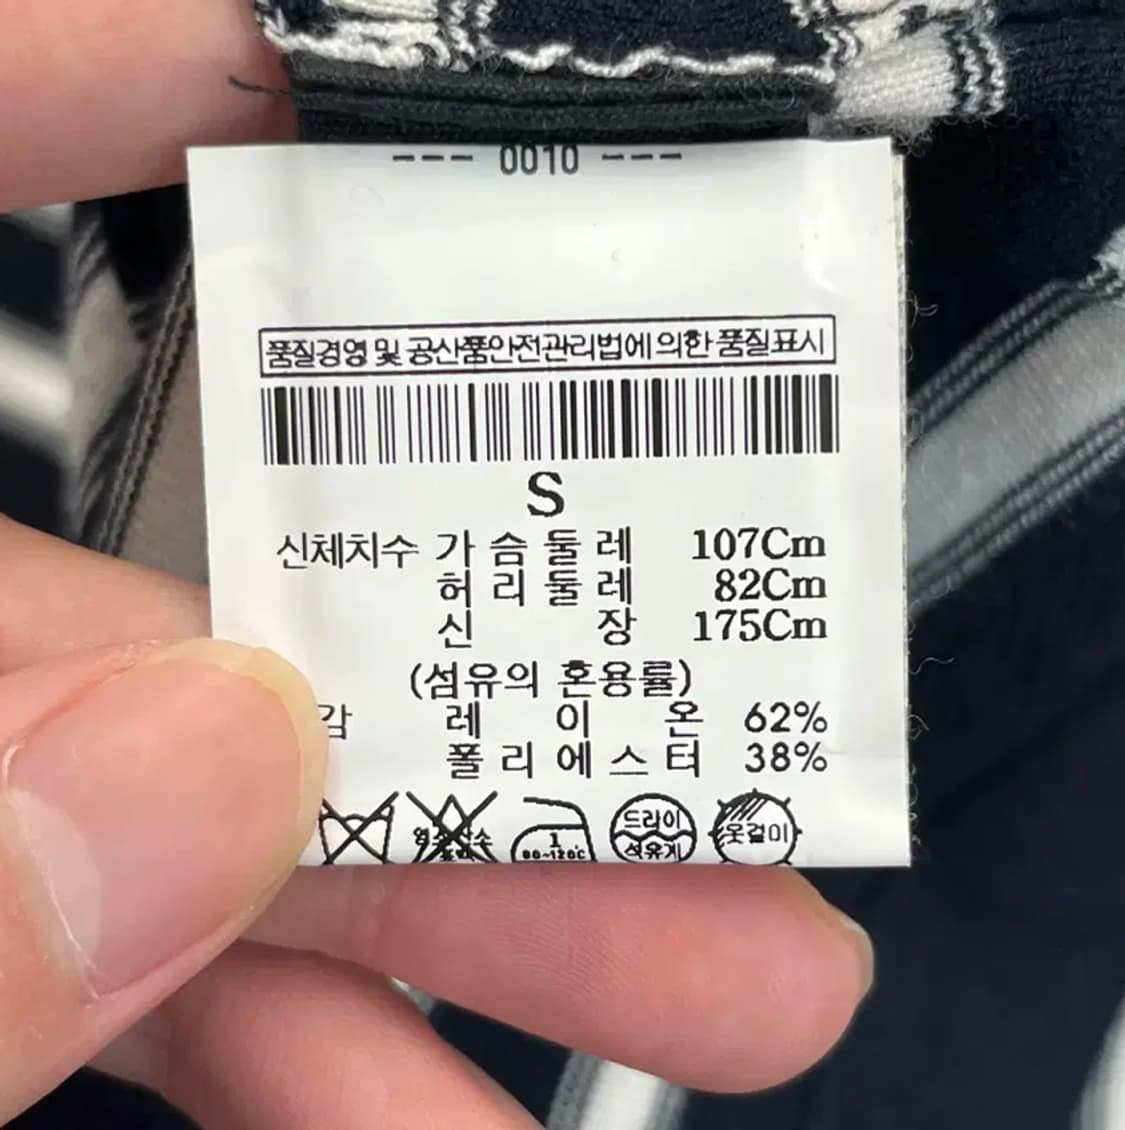 --- 0010 ---
품질경영 및 공산품안전관리법에 의한 품질표시
S
신체치수 가슴둘레 107Cm
허리둘레 82Cm
신장 175Cm
(섬유의 혼용률)
감 레이온 62%
폴리에스터 38%
1 드라이
80~120℃ 석유계 옷걸이